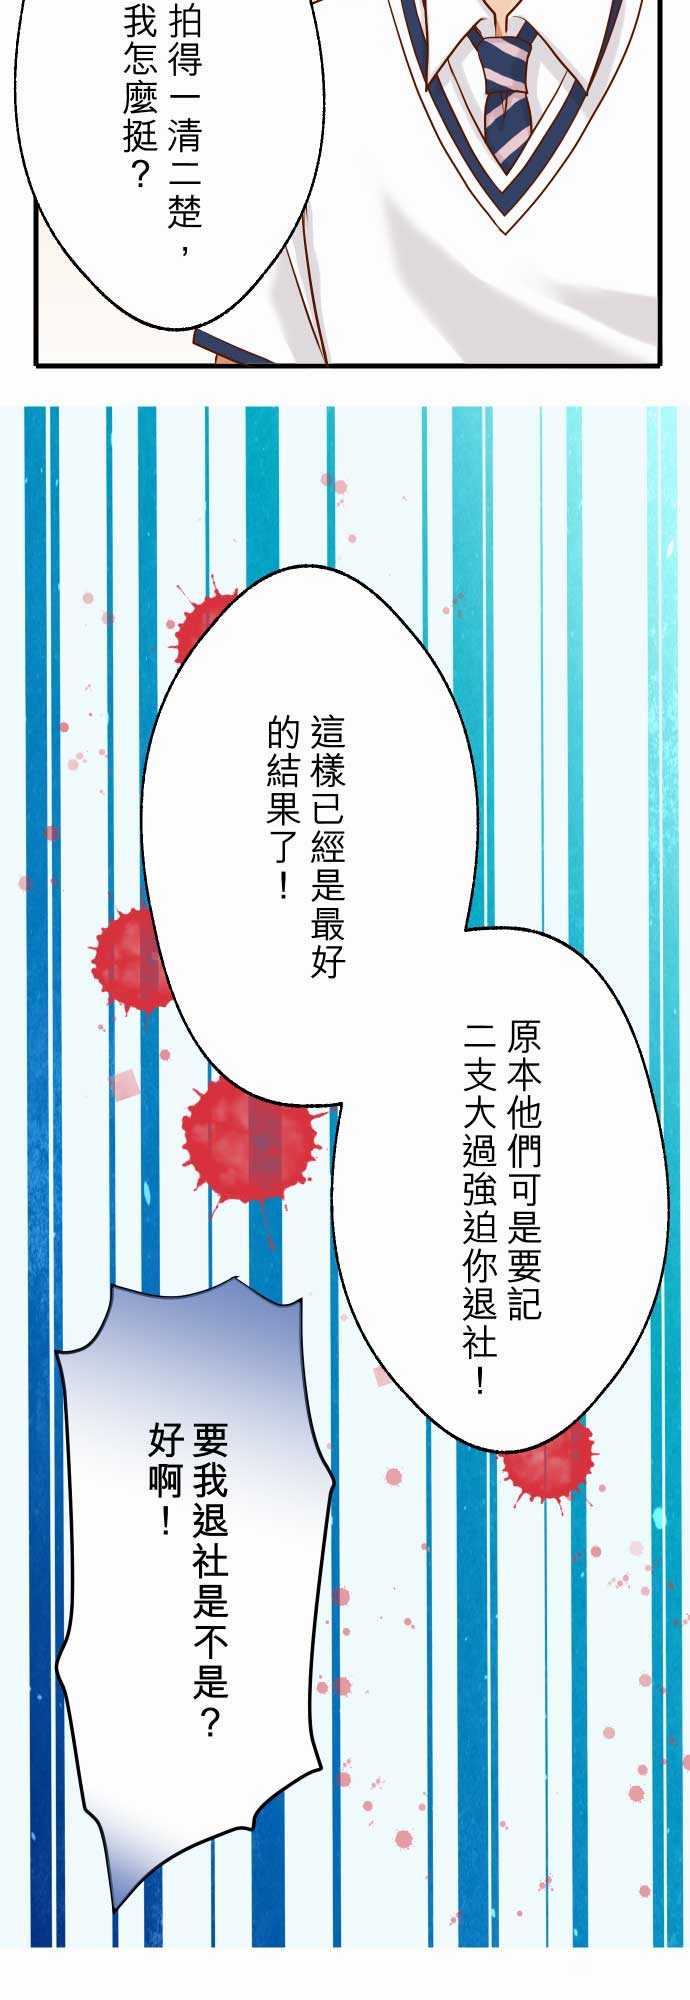 拍得一清二楚，
我怎麼挺？
這樣已經是最好
的結果了！
原本他們可是要記
二支大過強迫你退社！
要我退社是不是？
好啊！